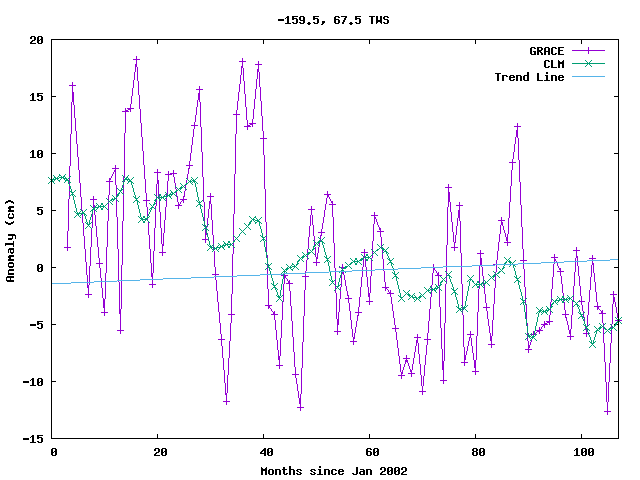 -159.5, 67.5 TWS
GRACE
CLM
Trend Line
20
15
10
5
0
-5
-10
-15
Anomaly (cm)
0 20 40 60 80 100
Months since Jan 2002